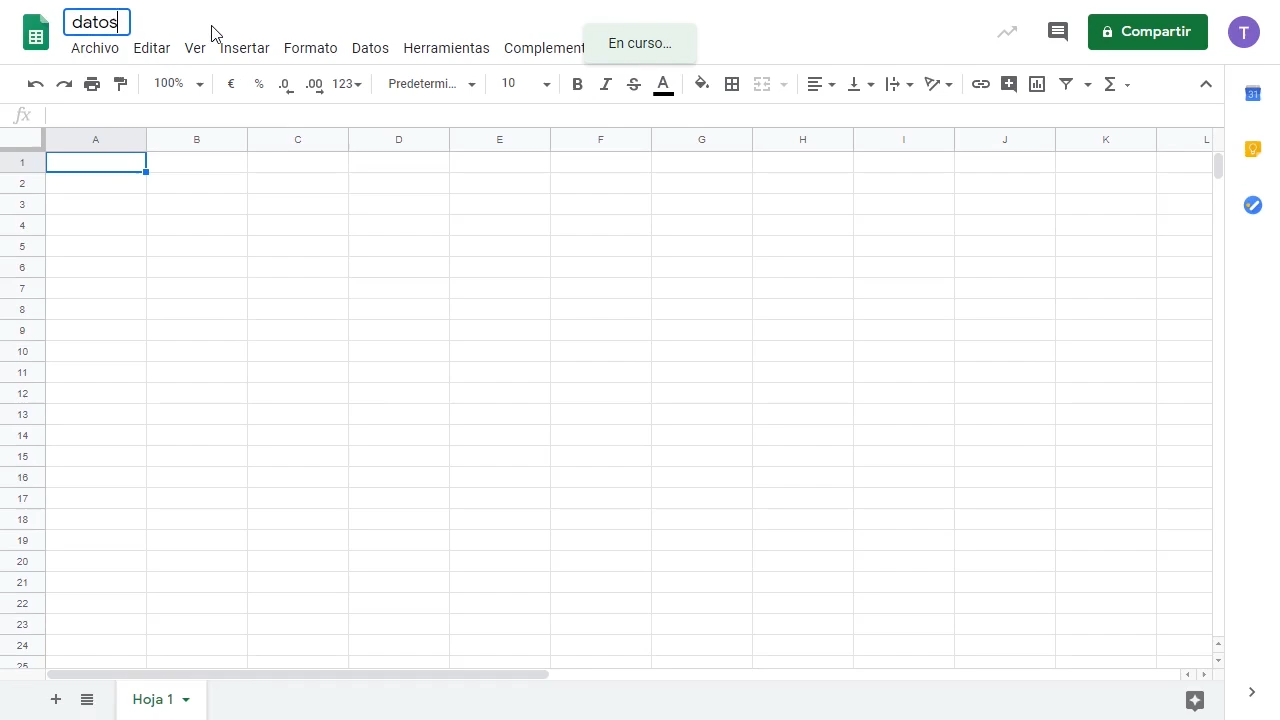 datos
Archivo Editar Ver Insertar Formato Datos Herramientas Complement
En curso...
Compartir
T
100% € % .0 .00 123 Predetermi... 10 B I S A Σ
31
fx
A B C D E F G H I J K L
1
2
3
4
5
6
7
8
9
10
11
12
13
14
15
16
17
18
19
20
21
22
23
24
25
Hoja 1